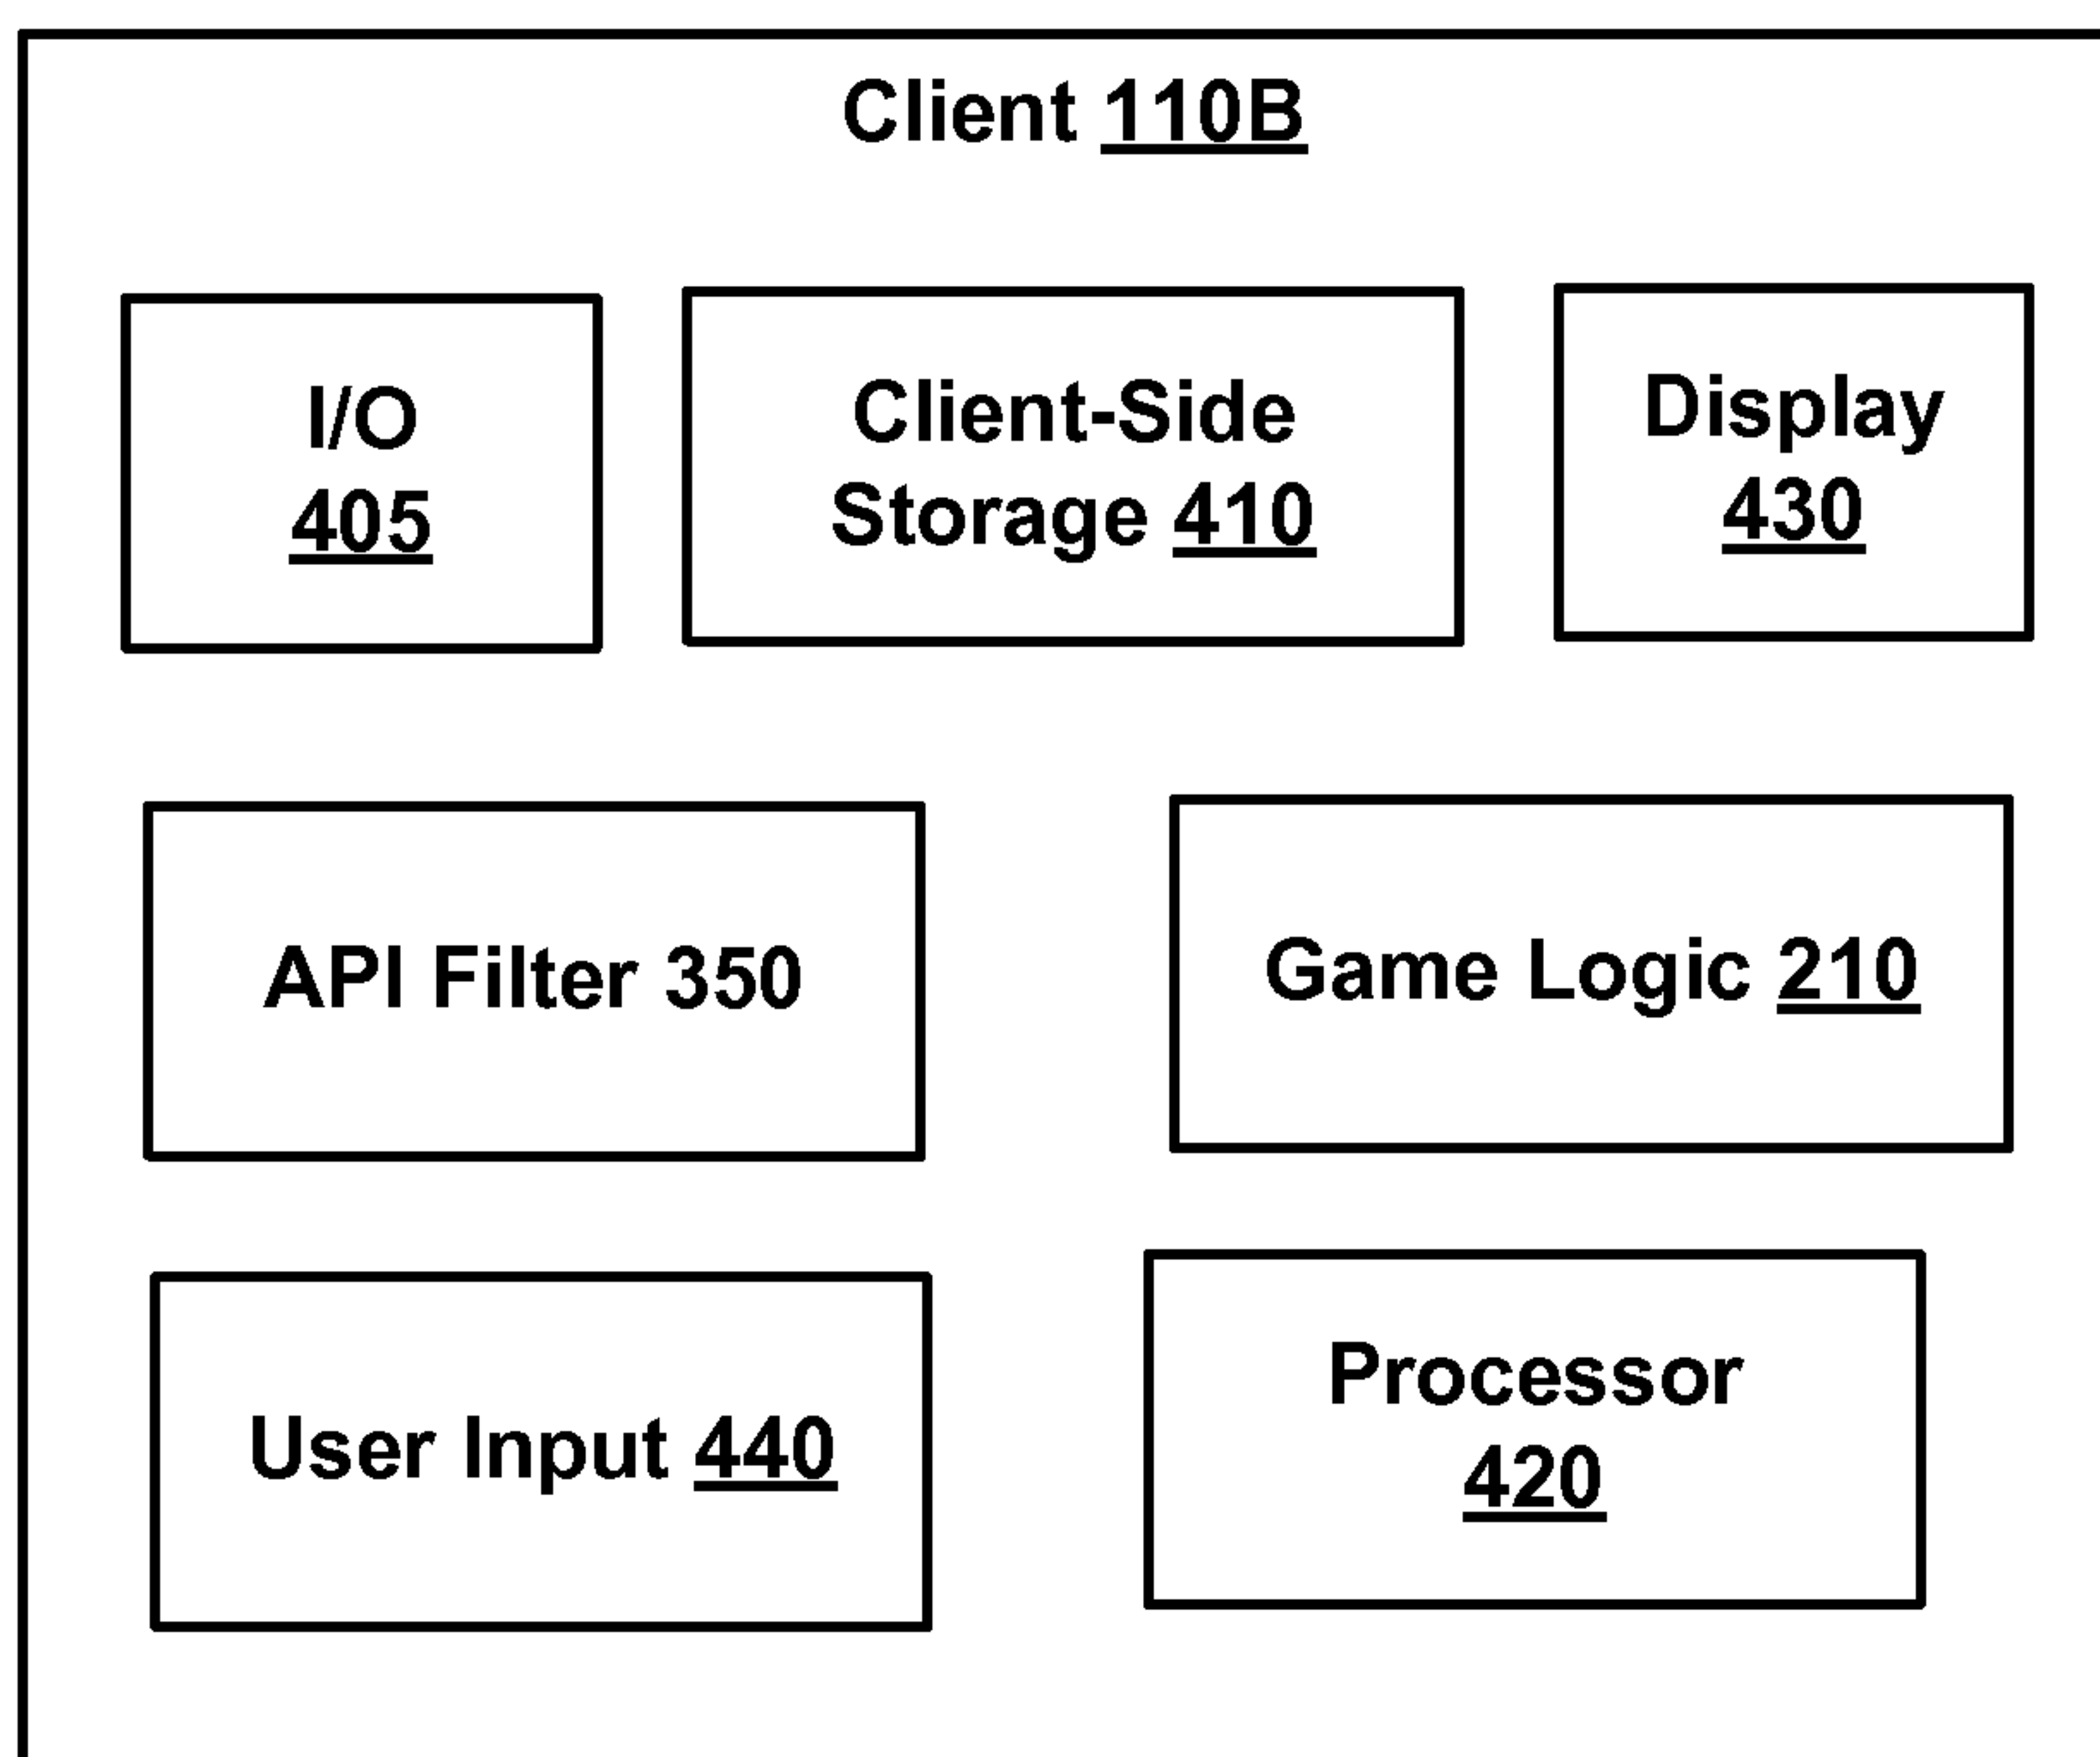 Client 110B
I/O
405
Client-Side
Storage 410
Display
430
API Filter 350
Game Logic 210
User Input 440
Processor
420